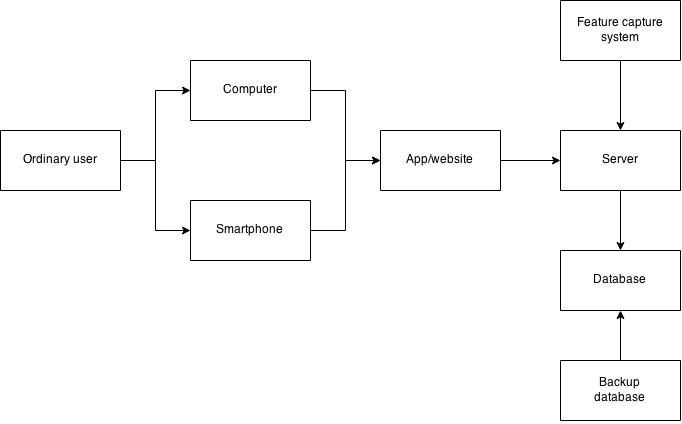 Feature capture
system
Computer
Ordinary user
App/website
Server
Smartphone
Database
Backup
database